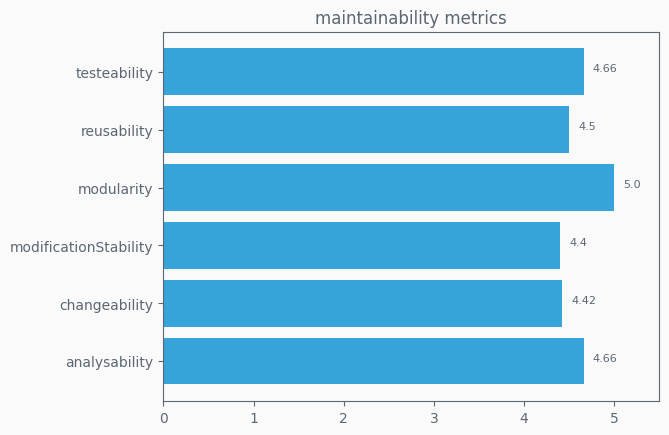 maintainability metrics
testeability
4.66
reusability
4.5
modularity
5.0
modificationStability
4.4
changeability
4.42
analysability
4.66
0 1 2 3 4 5